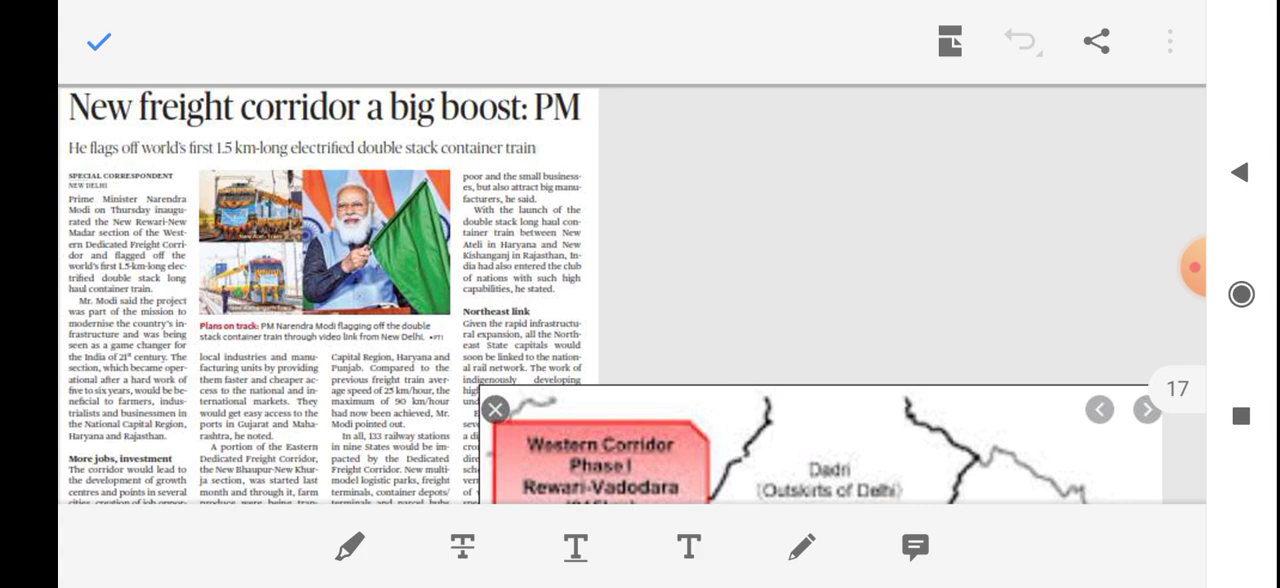 New freight corridor a big boost: PM
He flags off world's first 1.5 km-long electrified double stack container train
SPECIAL CORRESPONDENT
NEW DELHI
Prime Minister Narendra
Modi on Thursday inaugu-
rated the New Rewari-New
Madar section of the West-
ern Dedicated Freight Corri-
dor and flagged off the
world's first 1.5-km-long elec-
trified double stack long
haul container train.
Mr. Modi said the project
was part of the mission to
modernise the country's in-
frastructure and was being
seen as a game changer for
the India of 21st century. The
section, which became oper-
ational after a hard work of
five to six years, would be be-
neficial to farmers, indus-
trialists and businessmen in
the National Capital Region,
Haryana and Rajasthan.
More jobs, investment
The corridor would lead to
the development of growth
centres and points in several
cities, creation of job oppor-
Plans on track: PM Narendra Modi flagging off the double
stack container train through video link from New Delhi. •PTI
local industries and manu-
facturing units by providing
them faster and cheaper ac-
cess to the national and in-
ternational markets. They
would get easy access to the
ports in Gujarat and Maha-
rashtra, he noted.
A portion of the Eastern
Dedicated Freight Corridor,
the New Bhaupur-New Khur-
ja section, was started last
month and through it, farm
produce were being tran-
Capital Region, Haryana and
Punjab. Compared to the
previous freight train aver-
age speed of 25 km/hour, the
maximum of 90 km/hour
had now been achieved, Mr.
Modi pointed out.
In all, 133 railway stations
in nine States would be im-
pacted by the Dedicated
Freight Corridor. New multi-
model logistic parks, freight
terminals, container depots/
terminals and parcel hubs
poor and the small business-
es, but also attract big manu-
facturers, he said.
With the launch of the
double stack long haul con-
tainer train between New
Ateli in Haryana and New
Kishanganj in Rajasthan, In-
dia had also entered the club
of nations with such high
capabilities, he stated.
Northeast link
Given the rapid infrastructu-
ral expansion, all the North-
east State capitals would
soon be linked to the nation-
al rail network. The work of
indigenously developing
Western Corridor
Phase I
Rewari-Vadodara
Dadri
(Outskirts of Delhi)
17
T
T
T